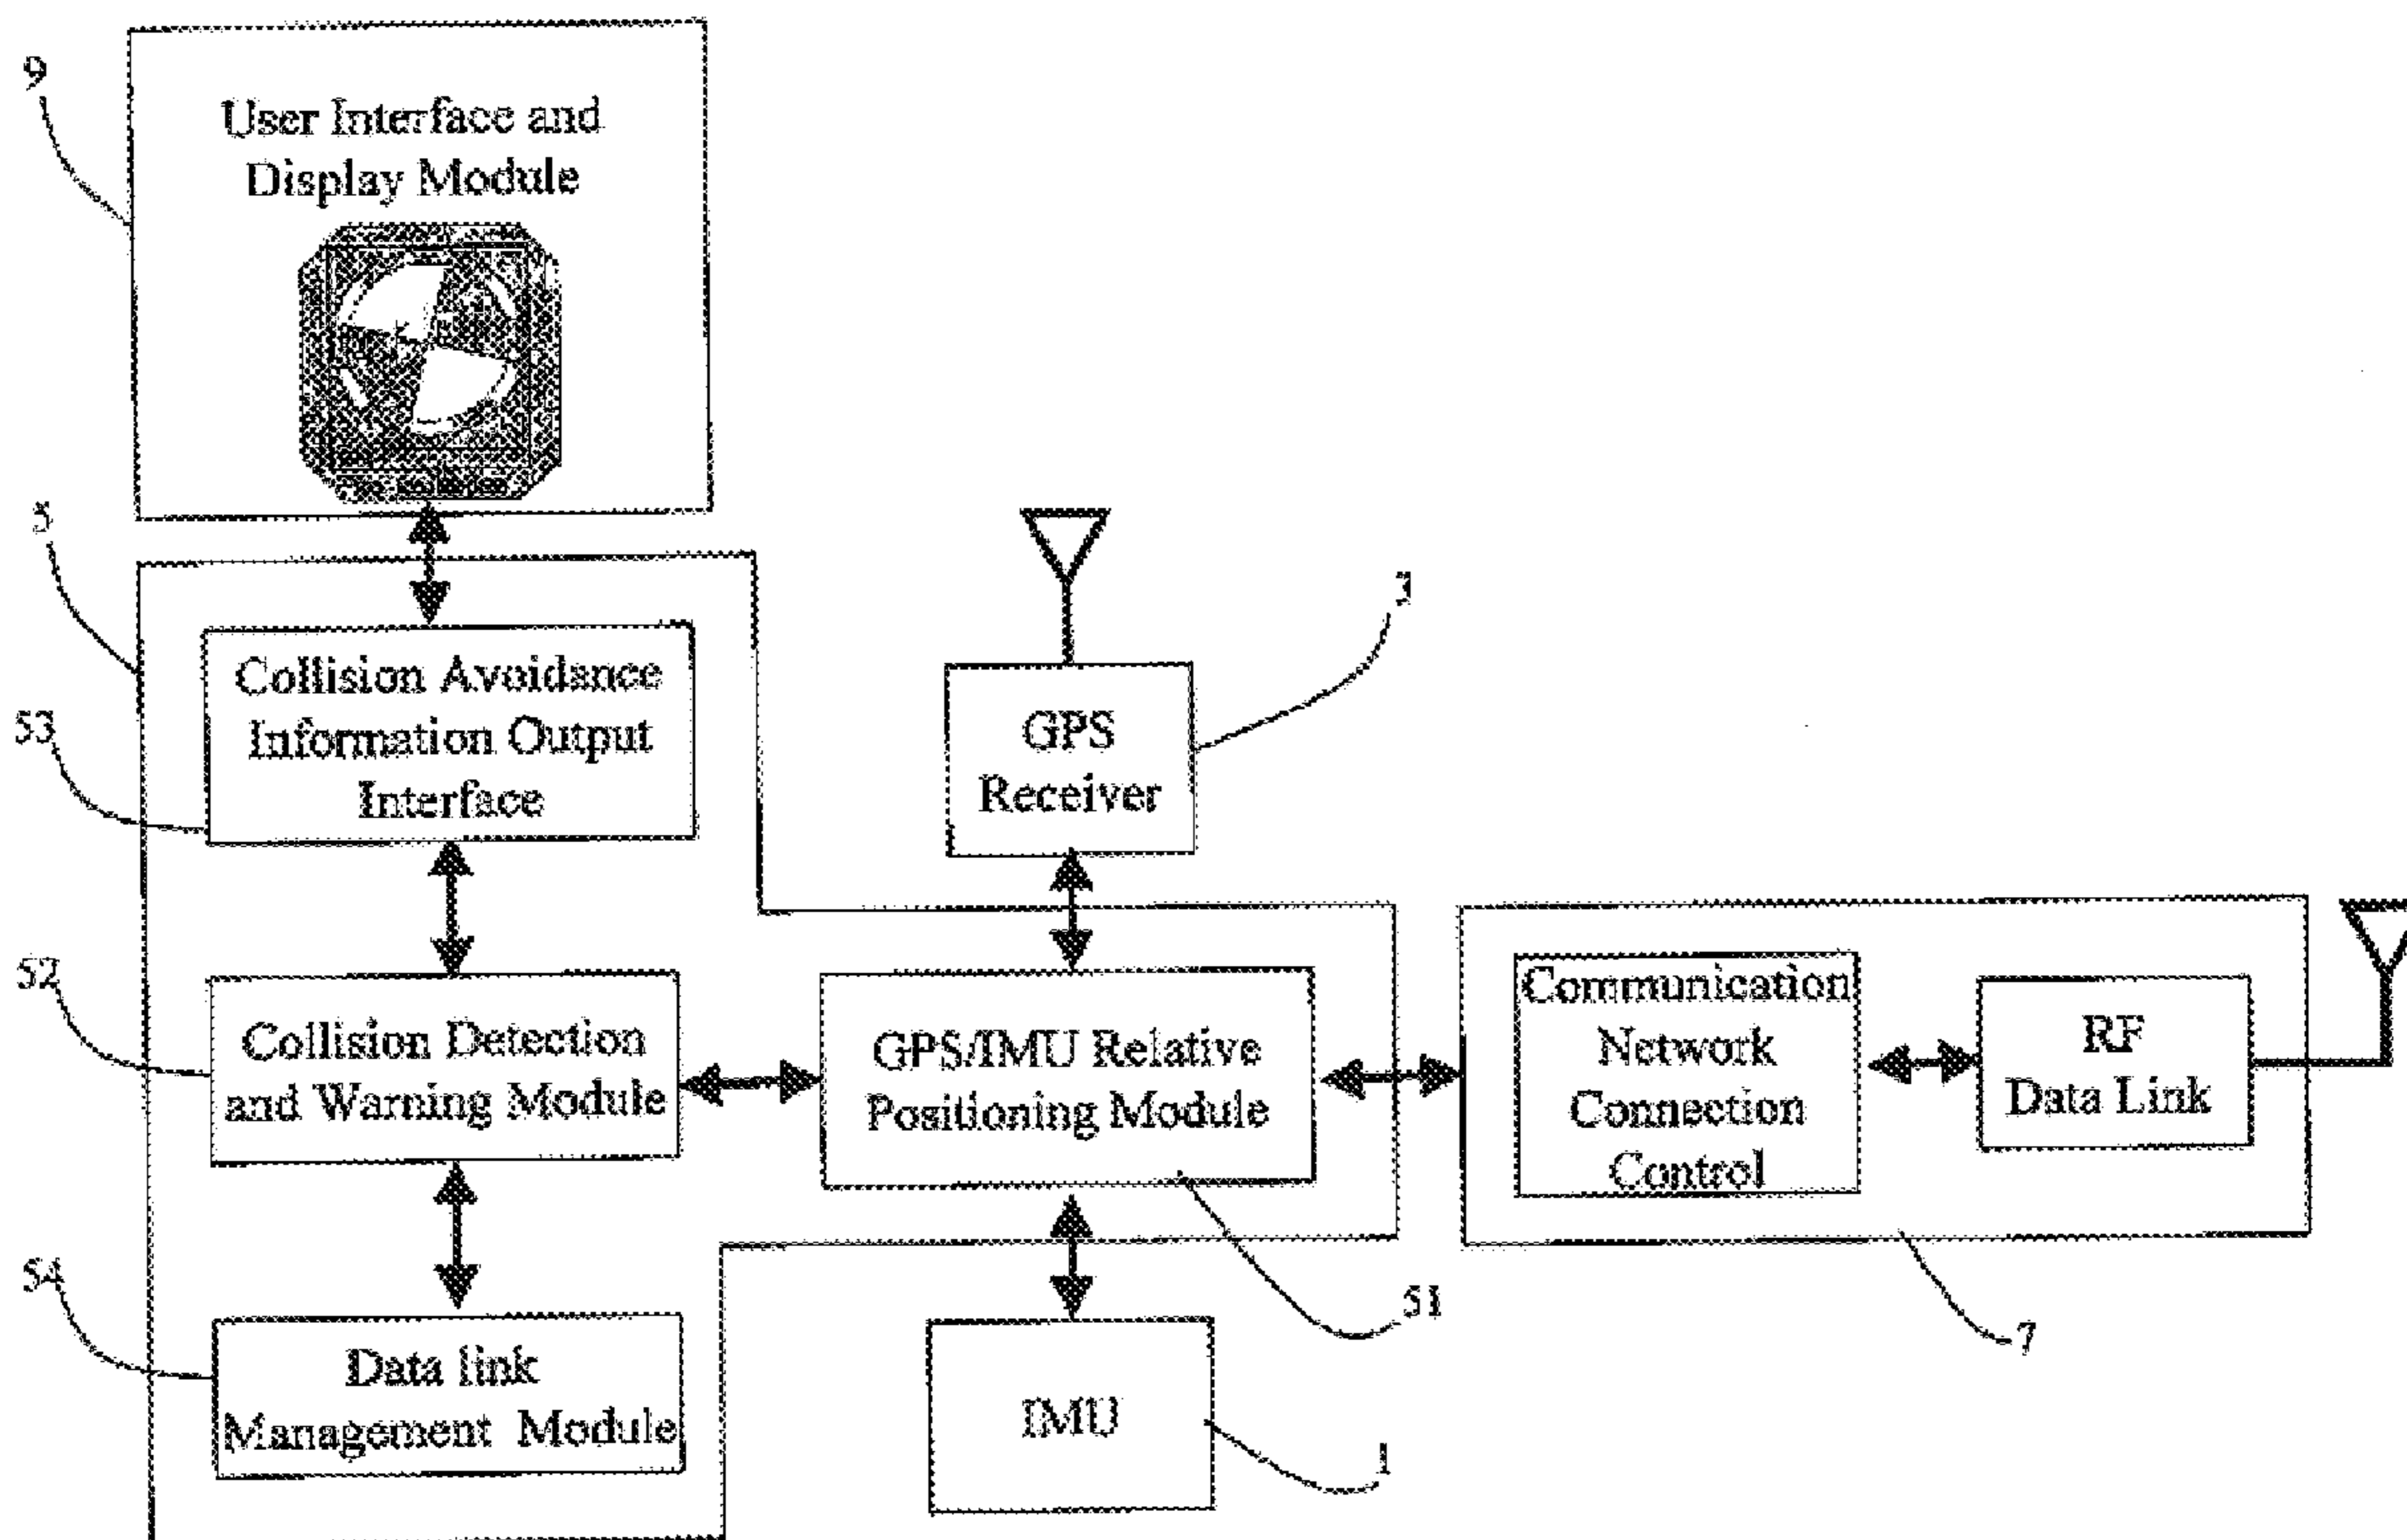 9
User Interface and
Display Module
5
53
Collision Avoidance
Information Output
Interface
GPS
Receiver
3
52
Collision Detection
and Warning Module
GPS/IMU Relative
Positioning Module
Communication
Network
Connection
Control
RF
Data Link
54
Data link
Management Module
IMU
51
7
1